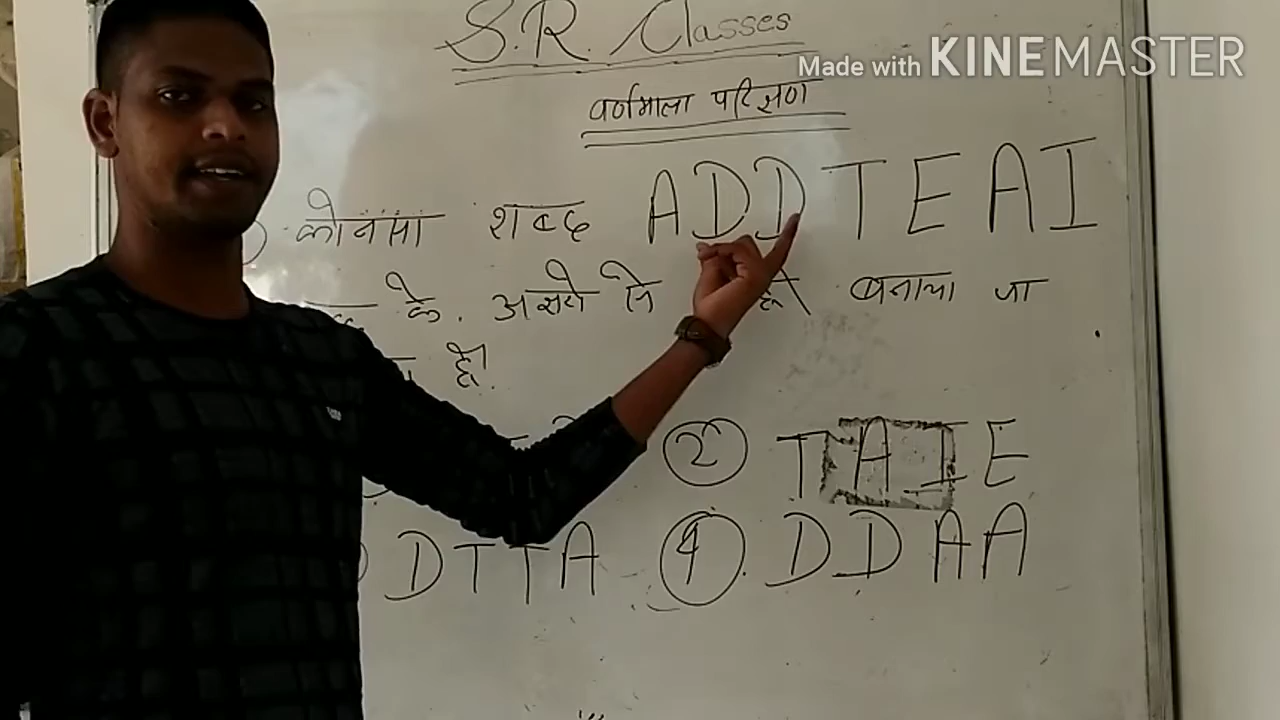 S.R. Classes
Made with KINEMASTER
वर्णमाला परिक्षण
कोनसा शब्द ADDTEAI
के. अक्षरो से बनाया जा
है।
② TAIE
DTTA ④ DDAA